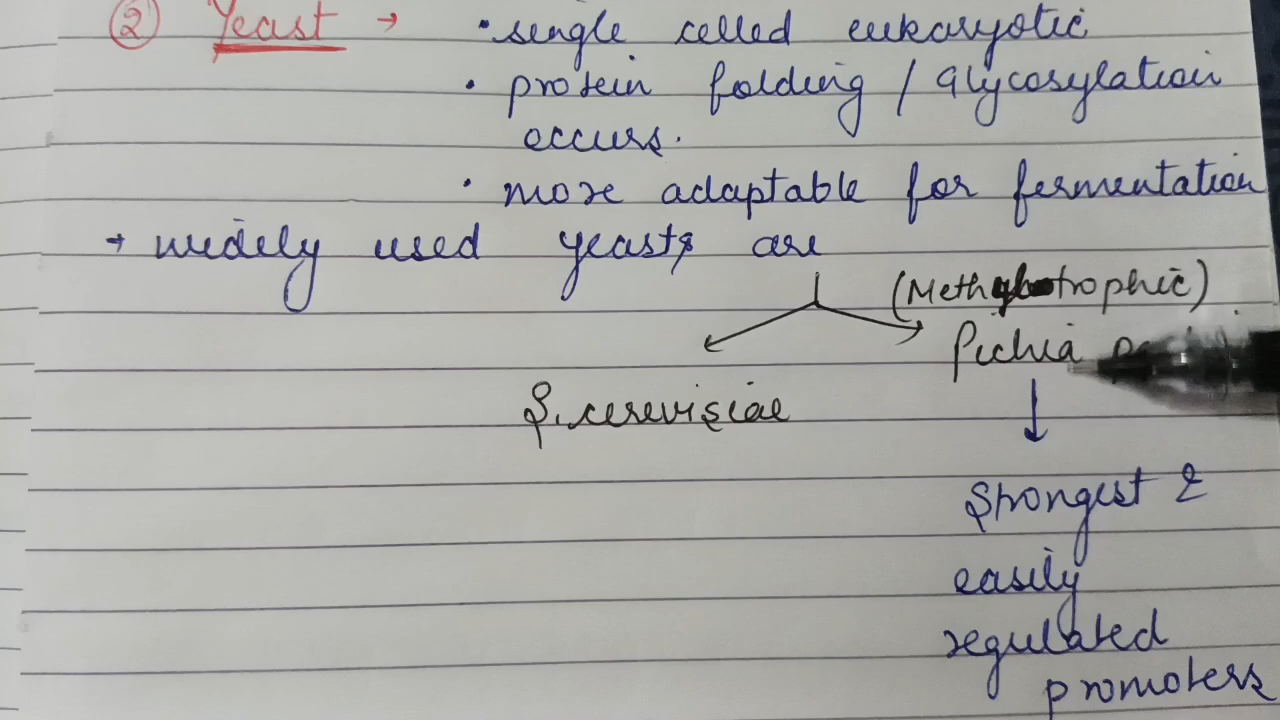 ② Yeast → • single celled eukaryotic
• protein folding / Glycosylation
occurs.
• more adaptable for fermentation
→ widely used yeasts are
(Methylotrophic)
Pichia
S. cerevisiae
Strongest &
easily
regulated
promoters